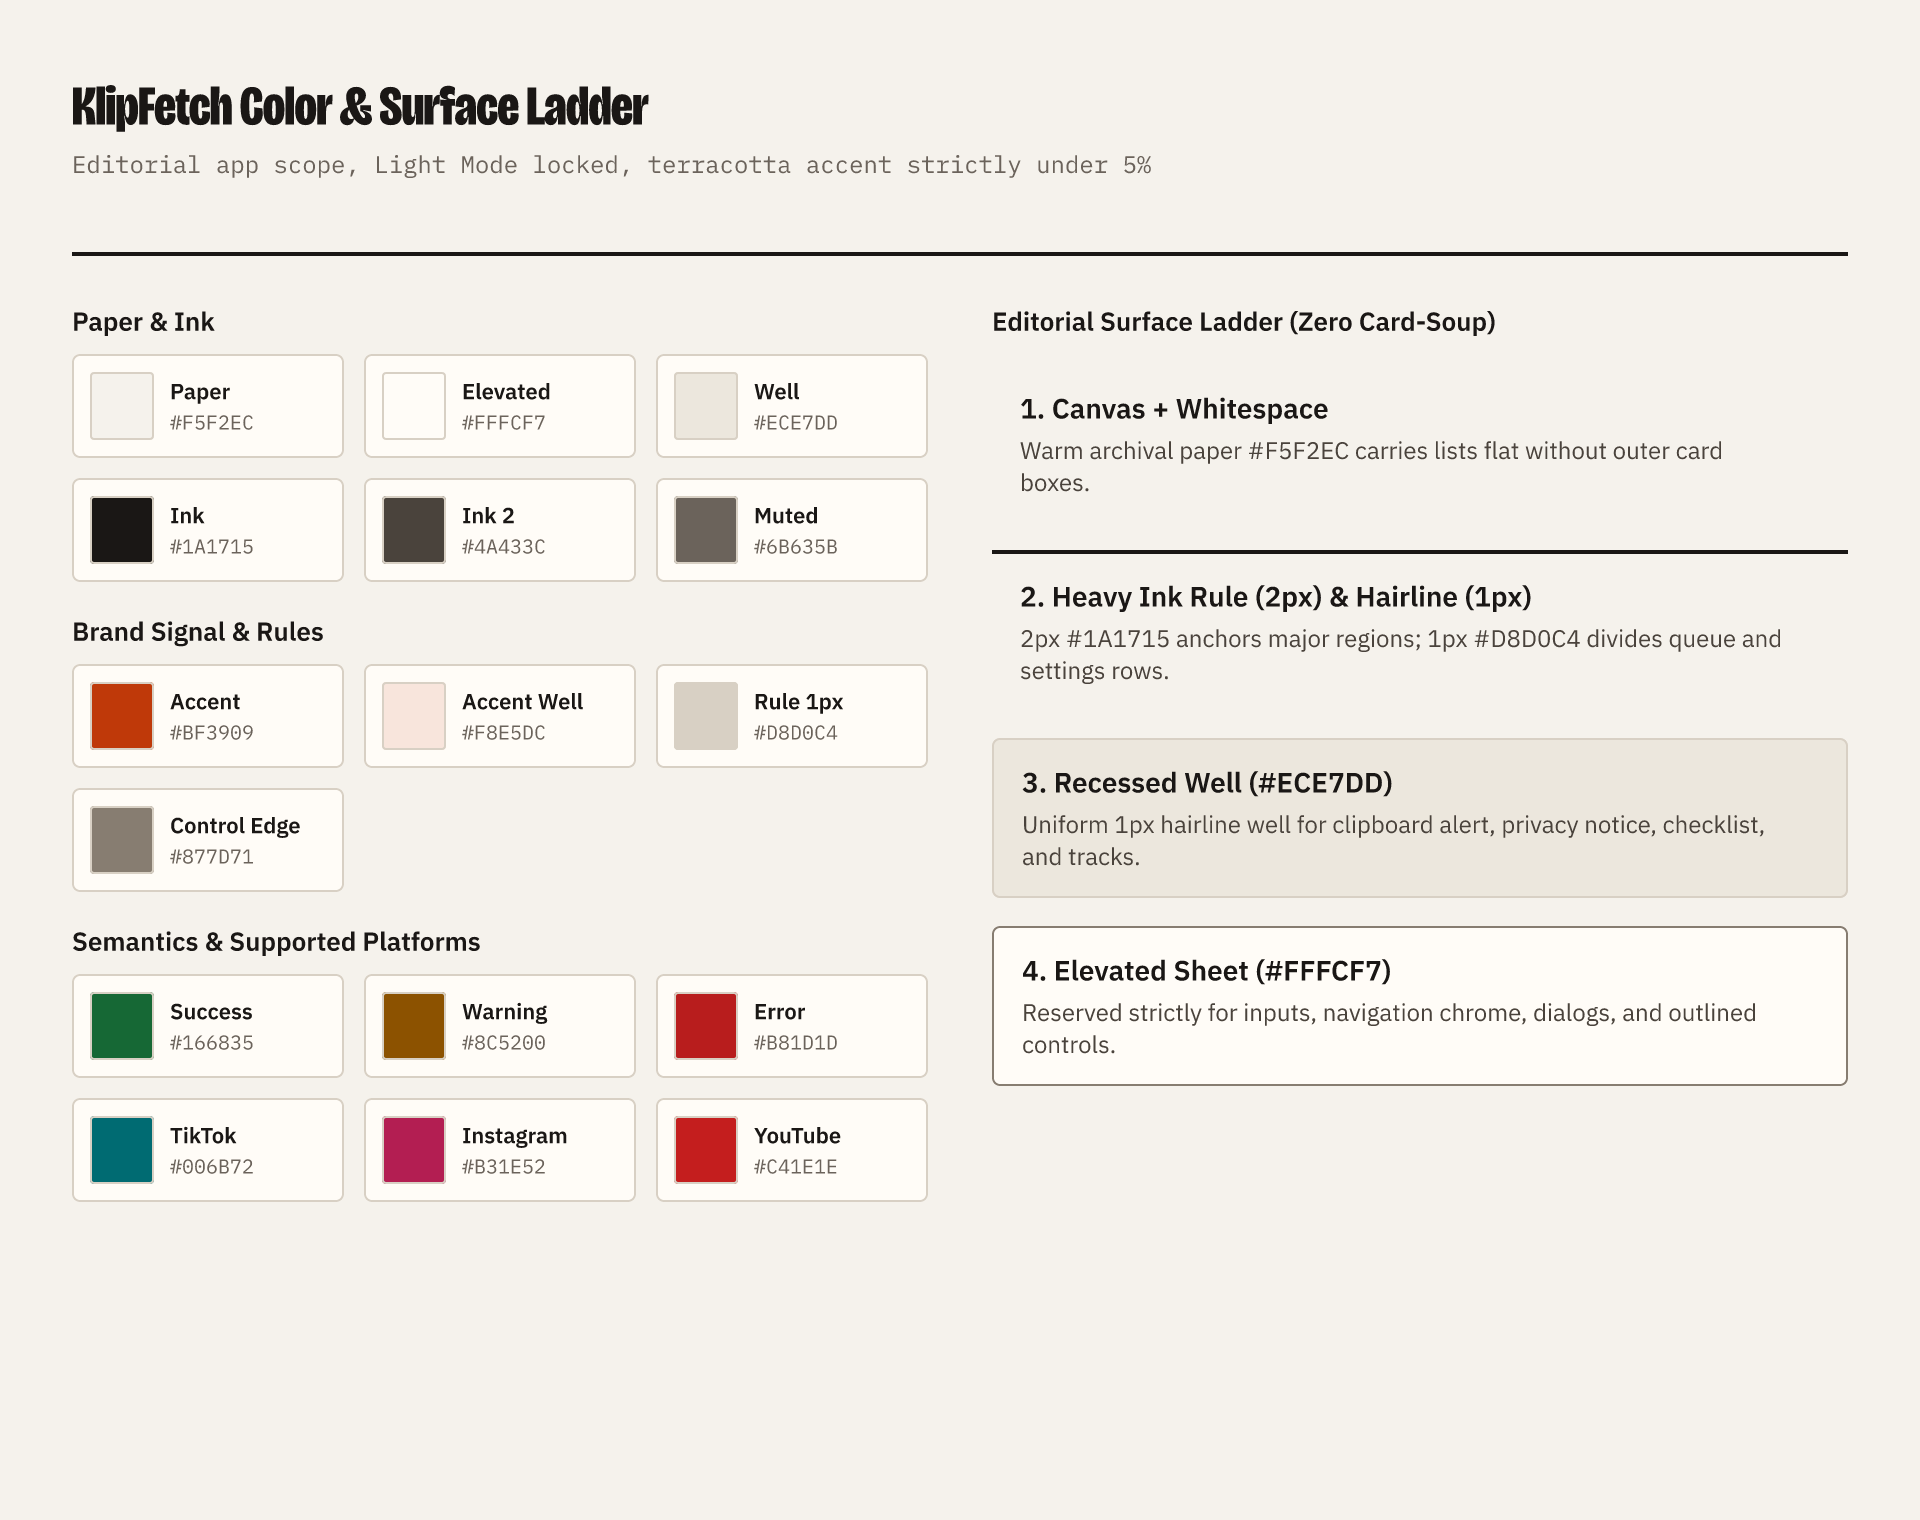 KlipFetch Color & Surface Ladder
Editorial app scope, Light Mode locked, terracotta accent strictly under 5%
Paper & Ink
Paper
#F5F2EC
Elevated
#FFFCF7
Well
#ECE7DD
Ink
#1A1715
Ink 2
#4A433C
Muted
#6B635B
Brand Signal & Rules
Accent
#BF3909
Accent Well
#F8E5DC
Rule 1px
#D8D0C4
Control Edge
#877D71
Semantics & Supported Platforms
Success
#166835
Warning
#8C5200
Error
#B81D1D
TikTok
#006B72
Instagram
#B31E52
YouTube
#C41E1E
Editorial Surface Ladder (Zero Card-Soup)
1. Canvas + Whitespace
Warm archival paper #F5F2EC carries lists flat without outer card
boxes.
2. Heavy Ink Rule (2px) & Hairline (1px)
2px #1A1715 anchors major regions; 1px #D8D0C4 divides queue and
settings rows.
3. Recessed Well (#ECE7DD)
Uniform 1px hairline well for clipboard alert, privacy notice, checklist,
and tracks.
4. Elevated Sheet (#FFFCF7)
Reserved strictly for inputs, navigation chrome, dialogs, and outlined
controls.